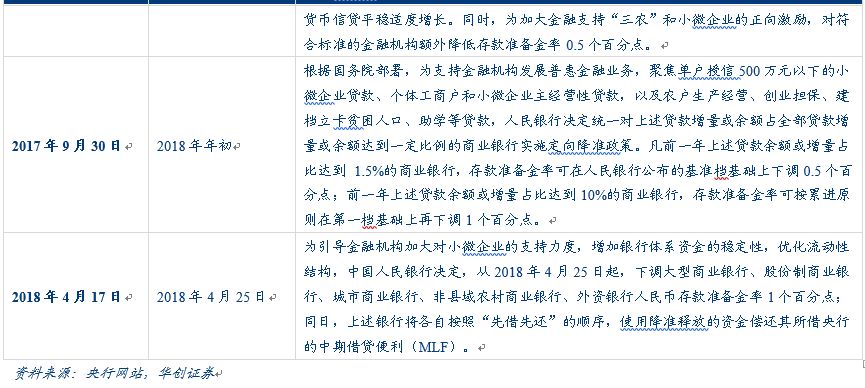 货币信贷平稳适度增长。同时，为加大金融支持“三农”和小微企业的正向激励，对符
合标准的金融机构额外降低存款准备金率 0.5 个百分点。
2017 年 9 月 30 日
2018 年年初
根据国务院部署，为支持金融机构发展普惠金融业务，聚焦单户授信 500 万元以下的小
微企业贷款、个体工商户和小微企业主经营性贷款，以及农户生产经营、创业担保、建
档立卡贫困人口、助学等贷款，人民银行决定统一对上述贷款增量或余额占全部贷款增
量或余额达到一定比例的商业银行实施定向降准政策。凡前一年上述贷款余额或增量占
比达到 1.5%的商业银行，存款准备金率可在人民银行公布的基准档基础上下调 0.5 个百
分点；前一年上述贷款余额或增量占比达到10%的商业银行，存款准备金率可按累进原
则在第一档基础上再下调 1 个百分点。
2018 年 4 月 17 日
2018 年 4 月 25 日
为引导金融机构加大对小微企业的支持力度，增加银行体系资金的稳定性，优化流动性
结构，中国人民银行决定，从 2018 年 4 月 25 日起，下调大型商业银行、股份制商业银
行、城市商业银行、非县域农村商业银行、外资银行人民币存款准备金率 1 个百分点；
同日，上述银行将各自按照“先借先还”的顺序，使用降准释放的资金偿还其所借央行
的中期借贷便利（MLF）。
资料来源：央行网站，华创证券